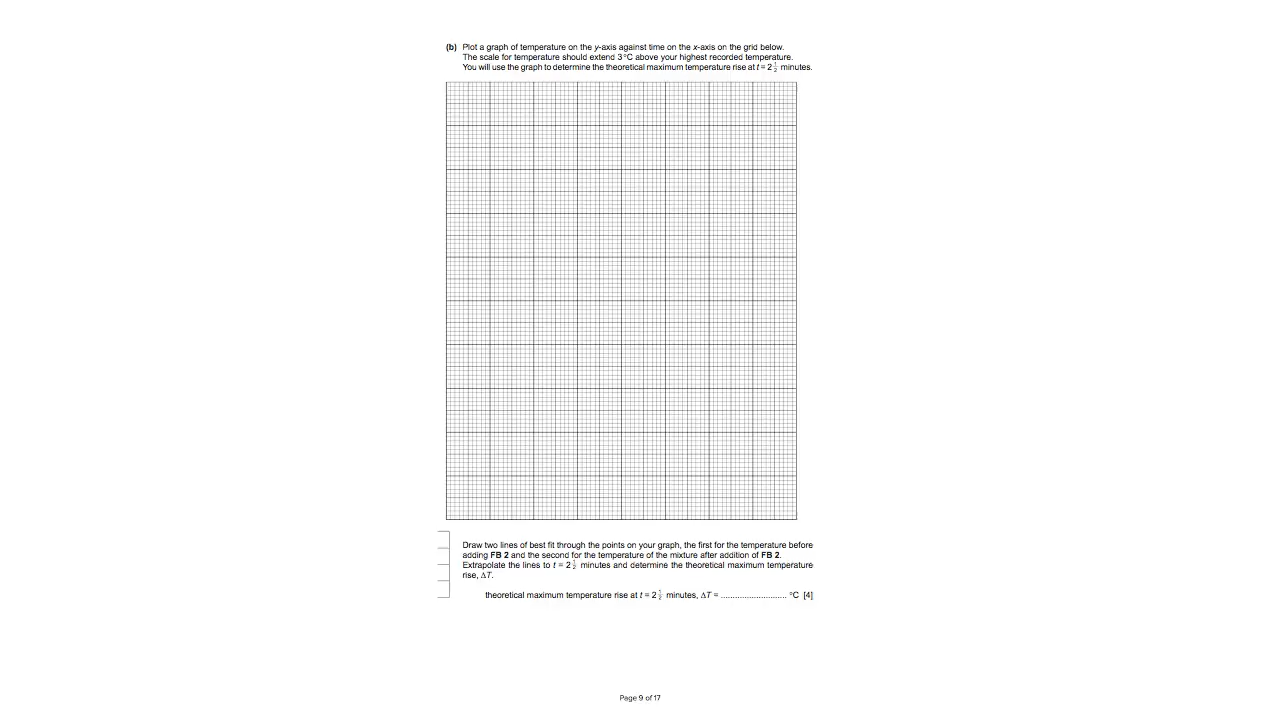 (b) Plot a graph of temperature on the y-axis against time on the x-axis on the grid below.
The scale for temperature should extend 3 °C above your highest recorded temperature.
You will use the graph to determine the theoretical maximum temperature rise at t = 2 1/2 minutes.
Draw two lines of best fit through the points on your graph, the first for the temperature before
adding FB 2 and the second for the temperature of the mixture after addition of FB 2.
Extrapolate the lines to t = 2 1/2 minutes and determine the theoretical maximum temperature
rise, ΔT.
theoretical maximum temperature rise at t = 2 1/2 minutes, ΔT = ............................ °C [4]
Page 9 of 17